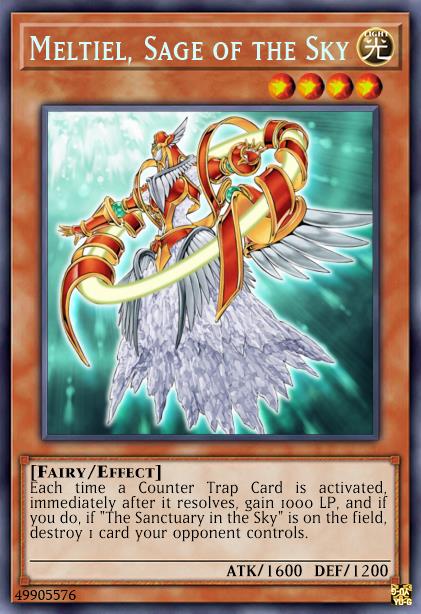 Meltiel, Sage of the Sky
LIGHT
光
[Fairy/Effect]
Each time a Counter Trap Card is activated,
immediately after it resolves, gain 1000 LP, and if
you do, if "The Sanctuary in the Sky" is on the field,
destroy 1 card your opponent controls.
ATK/1600 DEF/1200
49905576